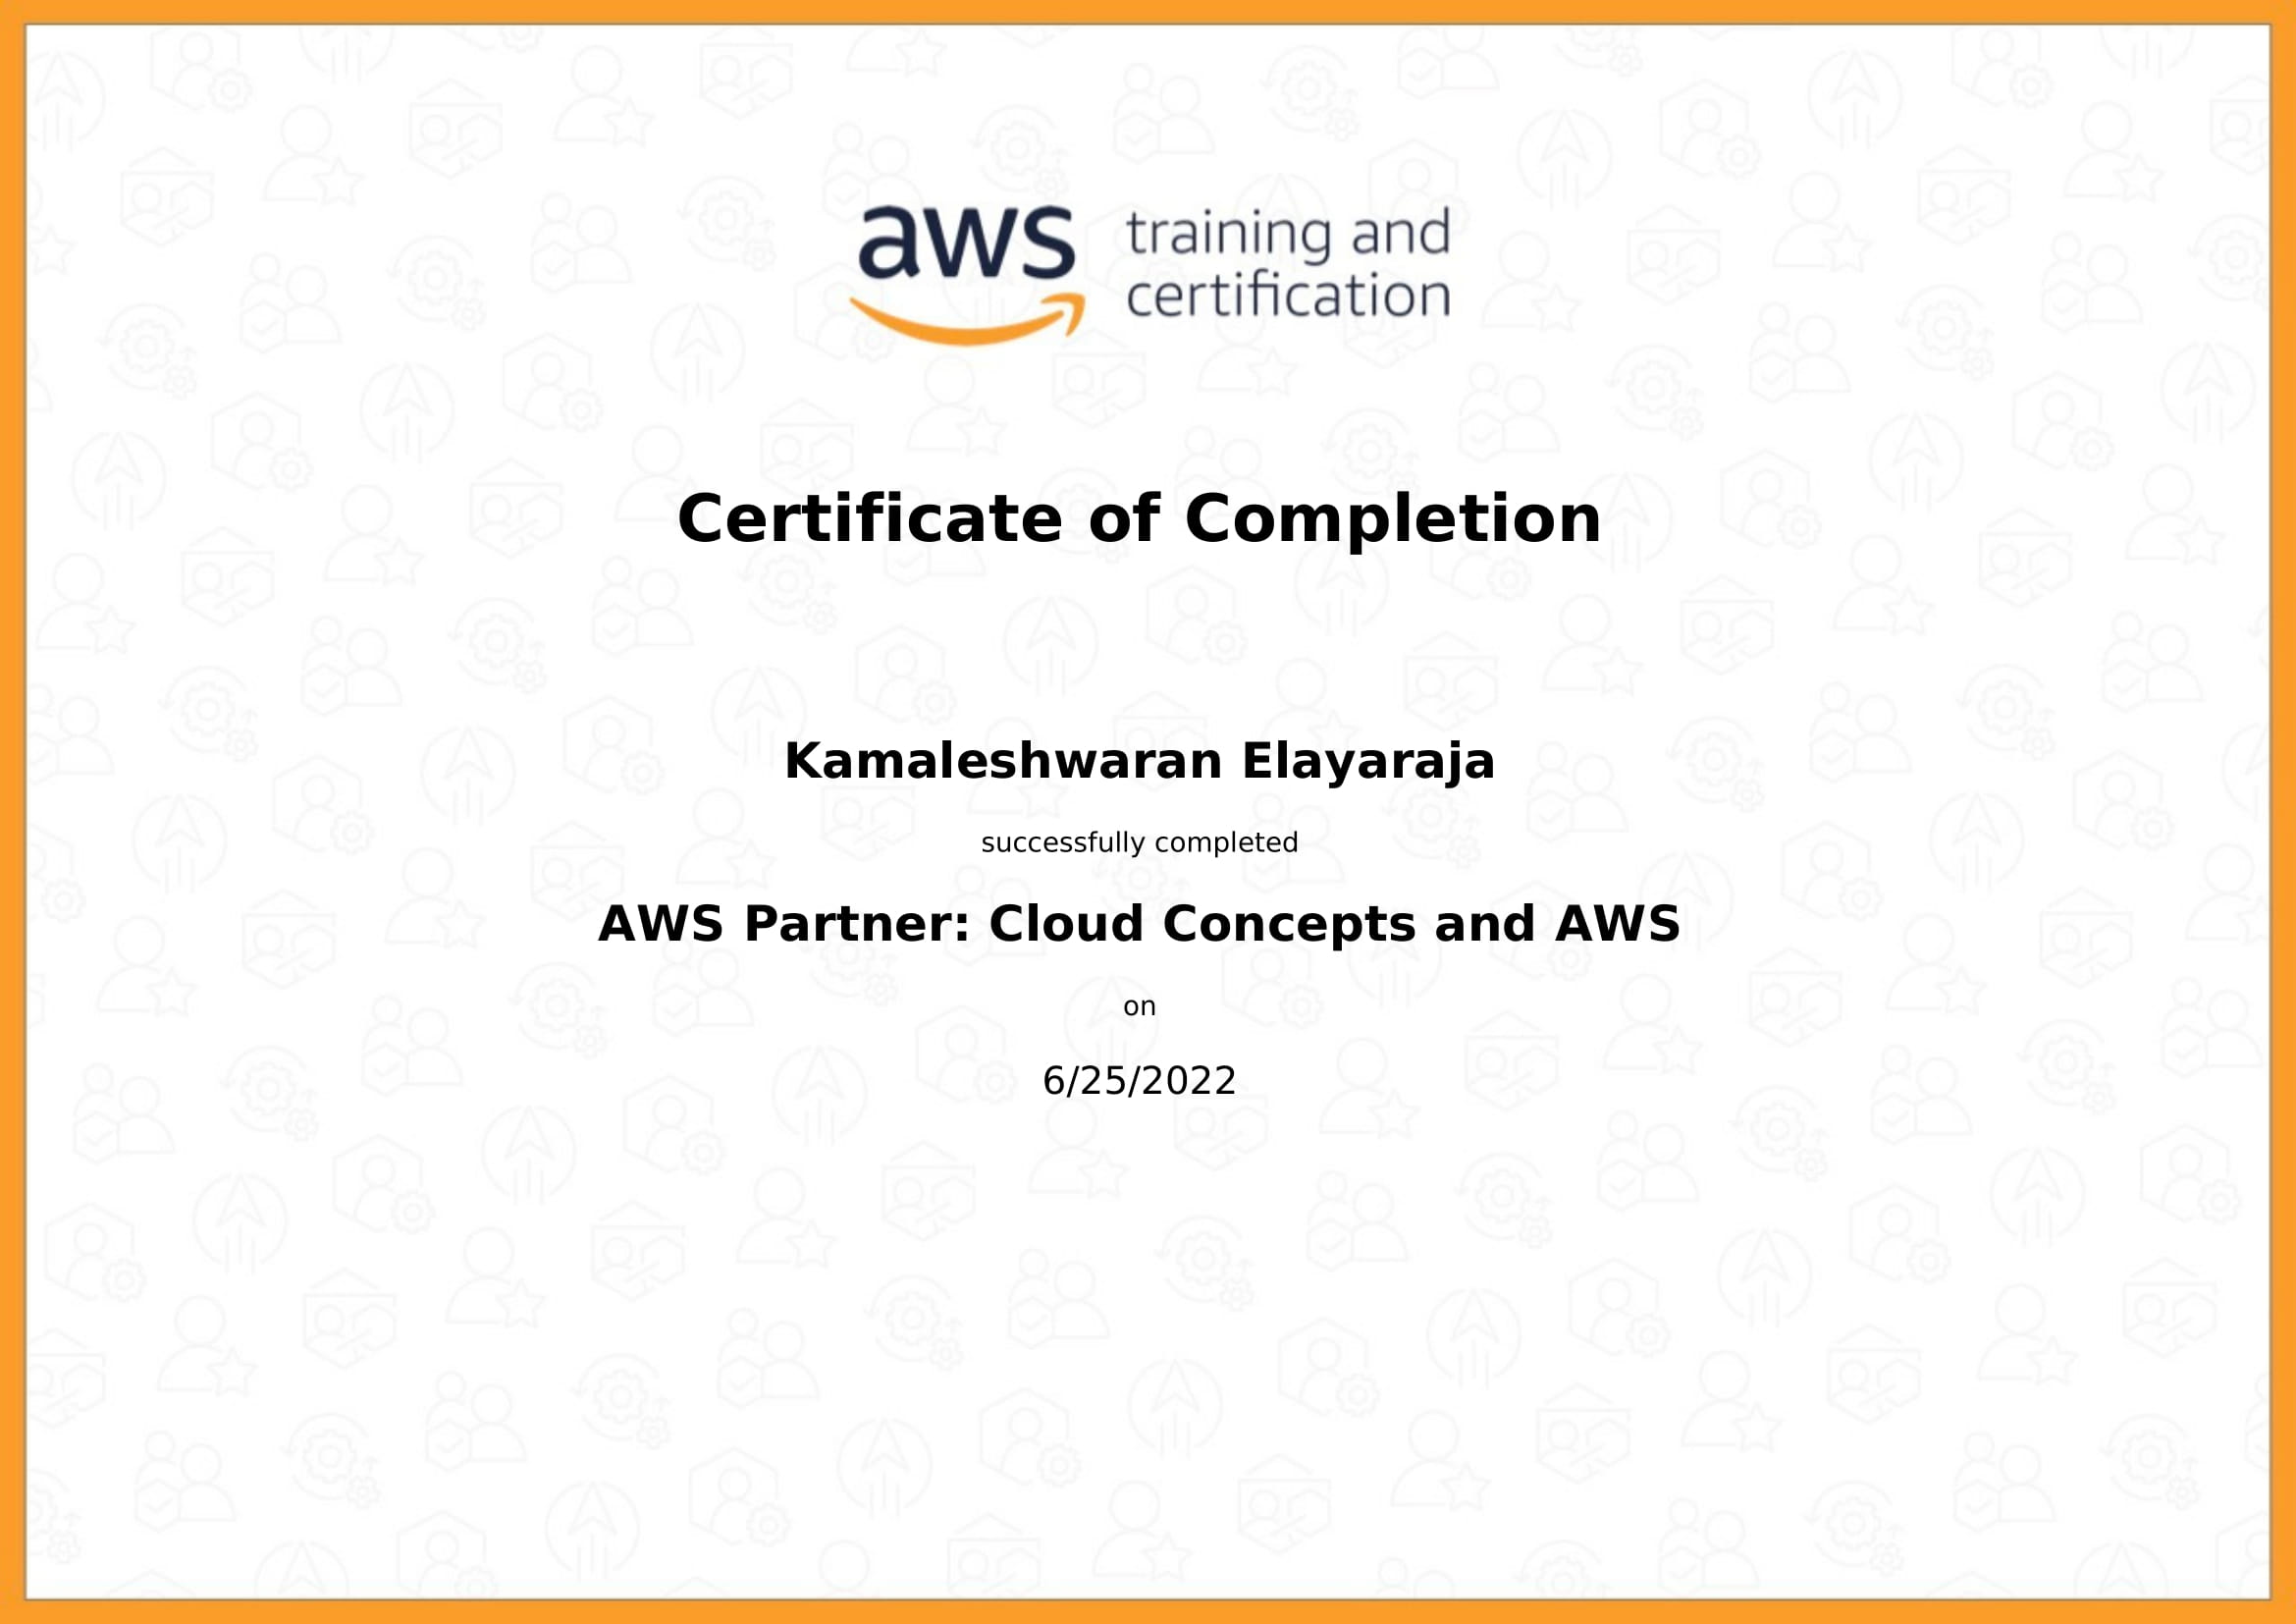 aws training and
certification
Certificate of Completion
Kamaleshwaran Elayaraja
successfully completed
AWS Partner: Cloud Concepts and AWS
on
6/25/2022